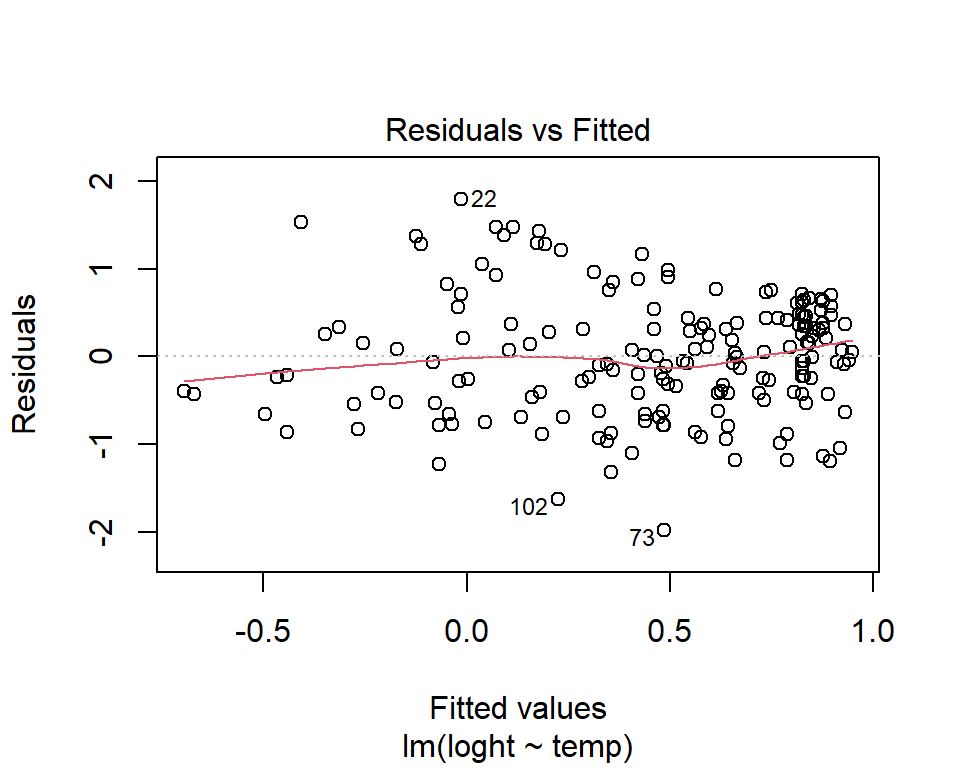 Residuals vs Fitted
Residuals
2
1
0
-1
-2
22
102
73
-0.5 0.0 0.5 1.0
Fitted values
lm(loght ~ temp)